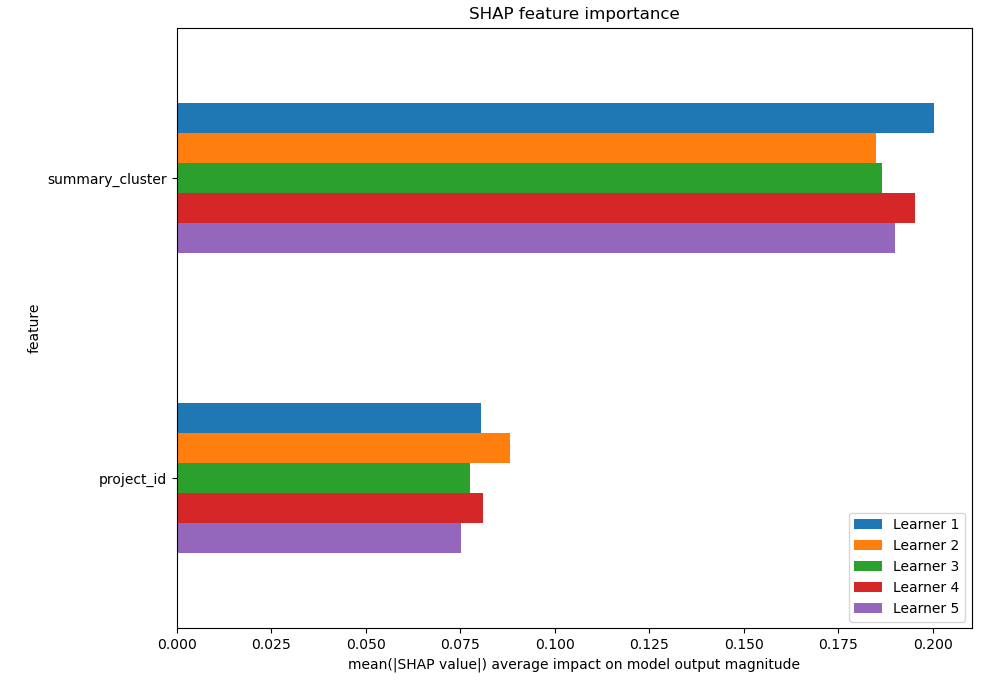 SHAP feature importance
summary_cluster
feature
project_id
Learner 1
Learner 2
Learner 3
Learner 4
Learner 5
0.000 0.025 0.050 0.075 0.100 0.125 0.150 0.175 0.200
mean(|SHAP value|) average impact on model output magnitude